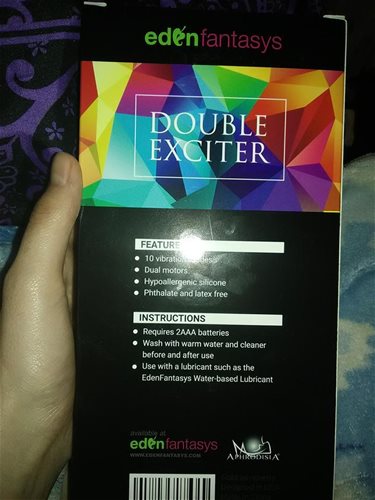 edenfantasys
DOUBLE
EXCITER
FEATURE
10 vibration
Dual motors
Hypoallergenic silicone
Phthalate and latex free
INSTRUCTIONS
Requires 2AAA batteries
Wash with warm water and cleaner
before and after use
Use with a lubricant such as the
EdenFantasys Water-based Lubricant
available at
edenfantasys
WWW.EDENFANTASYS.COM
APHRODISIA